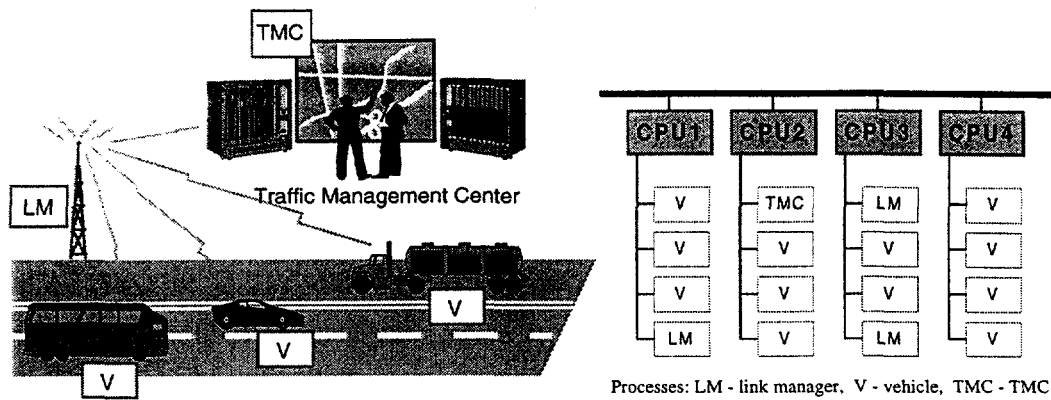 TMC
LM
Traffic Management Center
V
V
V
CPU1 CPU2 CPU3 CPU4
V TMC LM V
V V V V
V V V V
LM V LM V
Processes: LM - link manager, V - vehicle, TMC - TMC